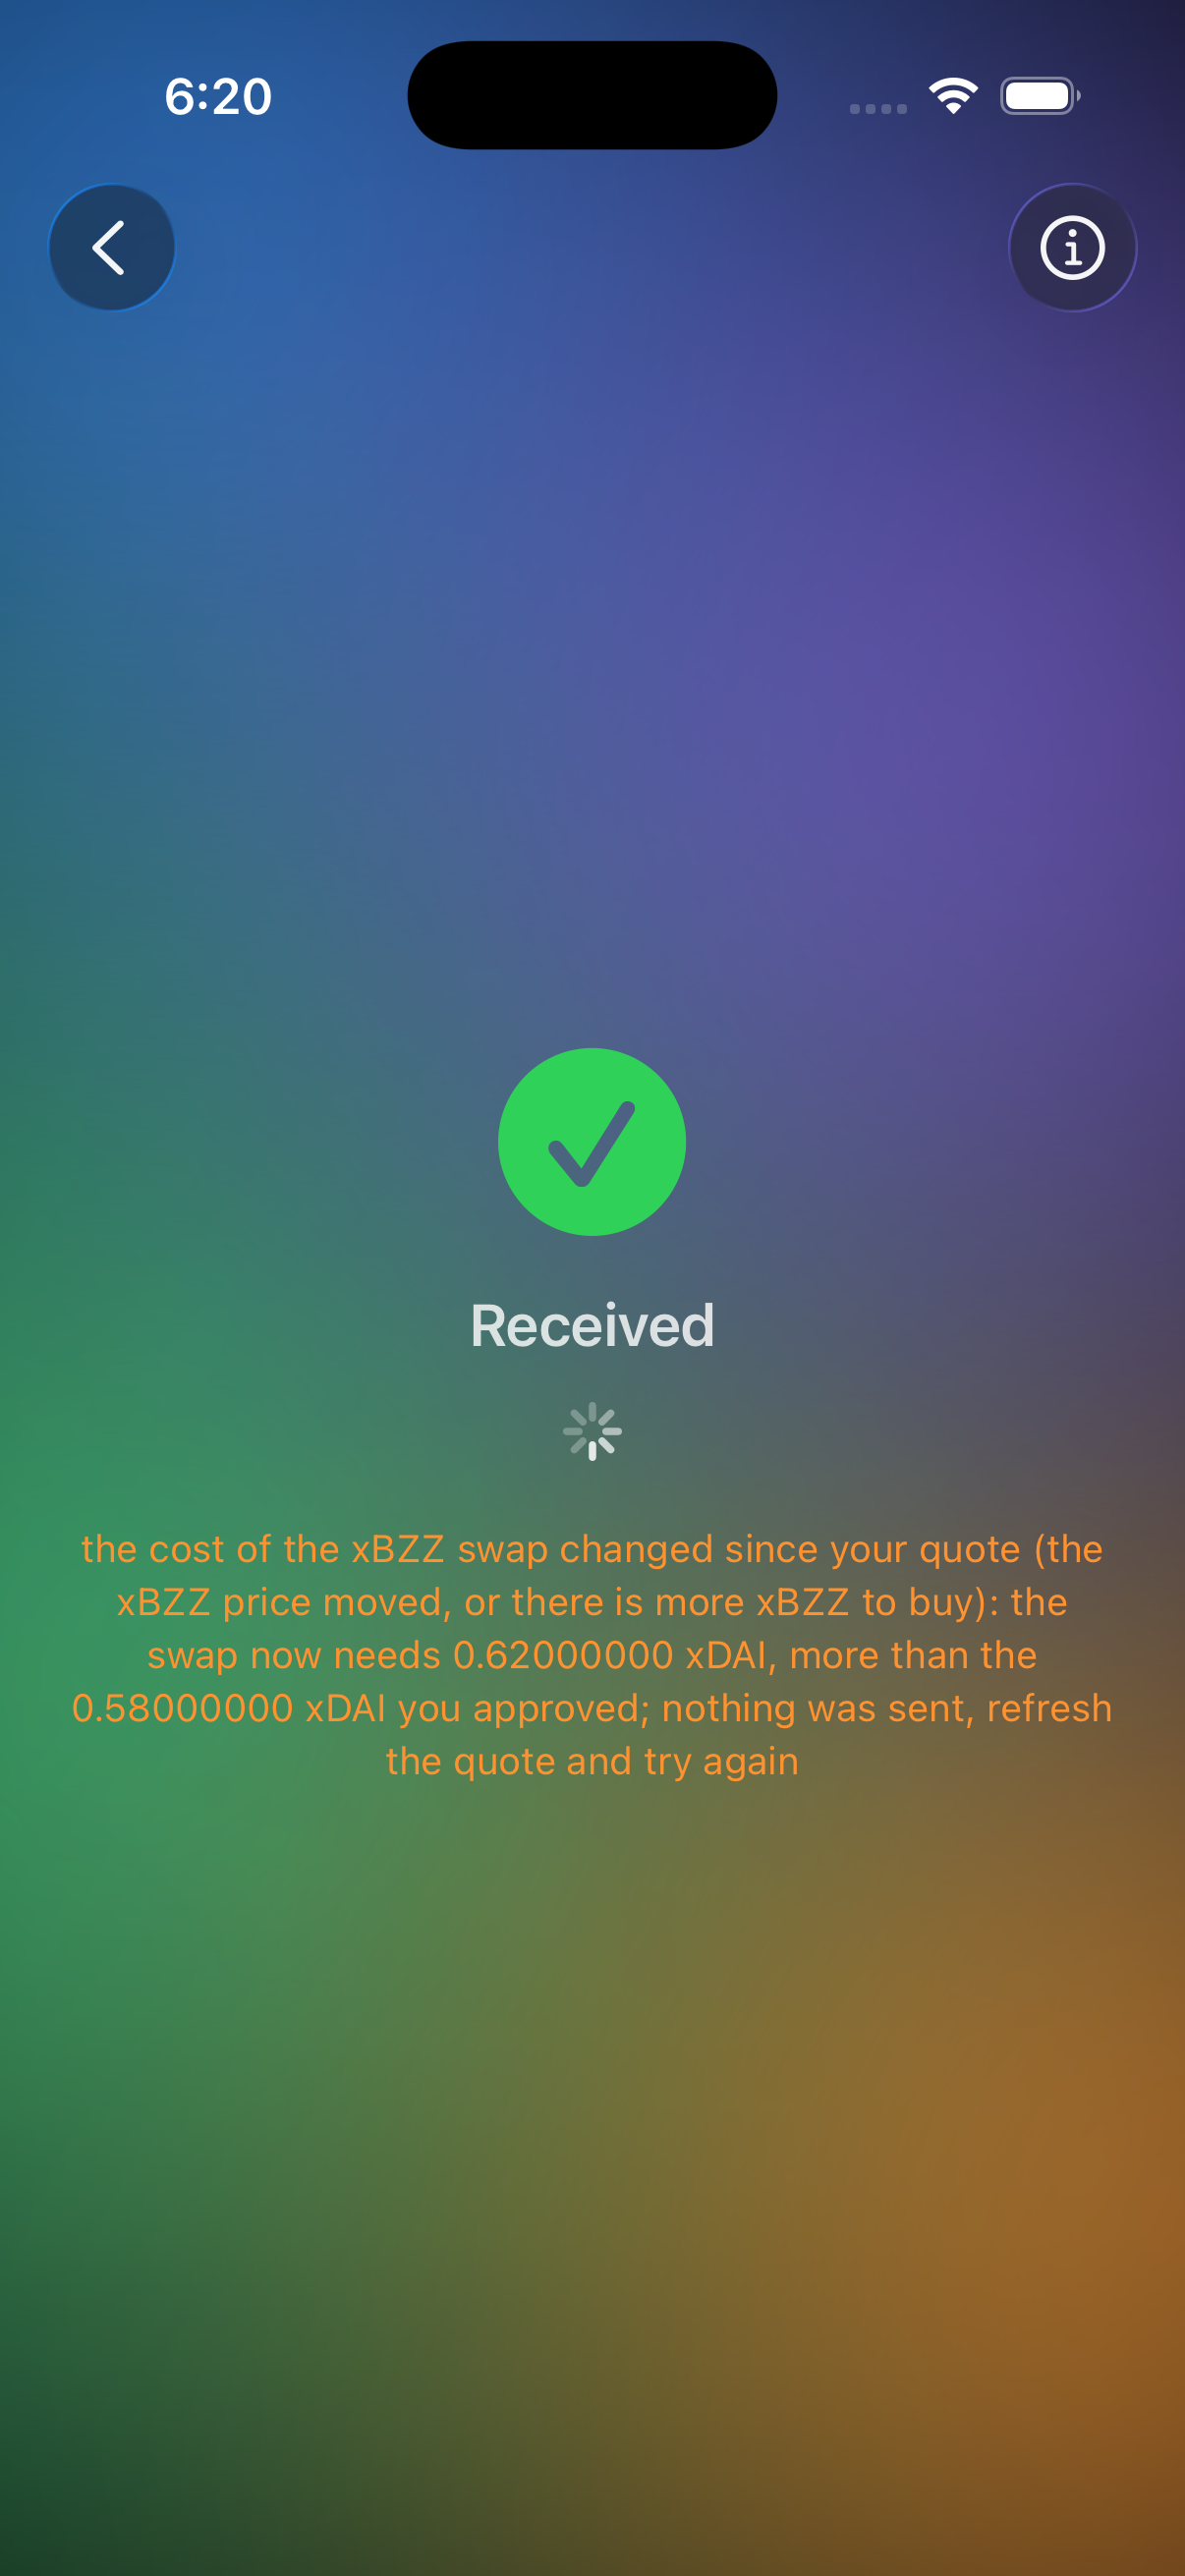 6:20
Received
the cost of the xBZZ swap changed since your quote (the
xBZZ price moved, or there is more xBZZ to buy): the
swap now needs 0.62000000 xDAI, more than the
0.58000000 xDAI you approved; nothing was sent, refresh
the quote and try again